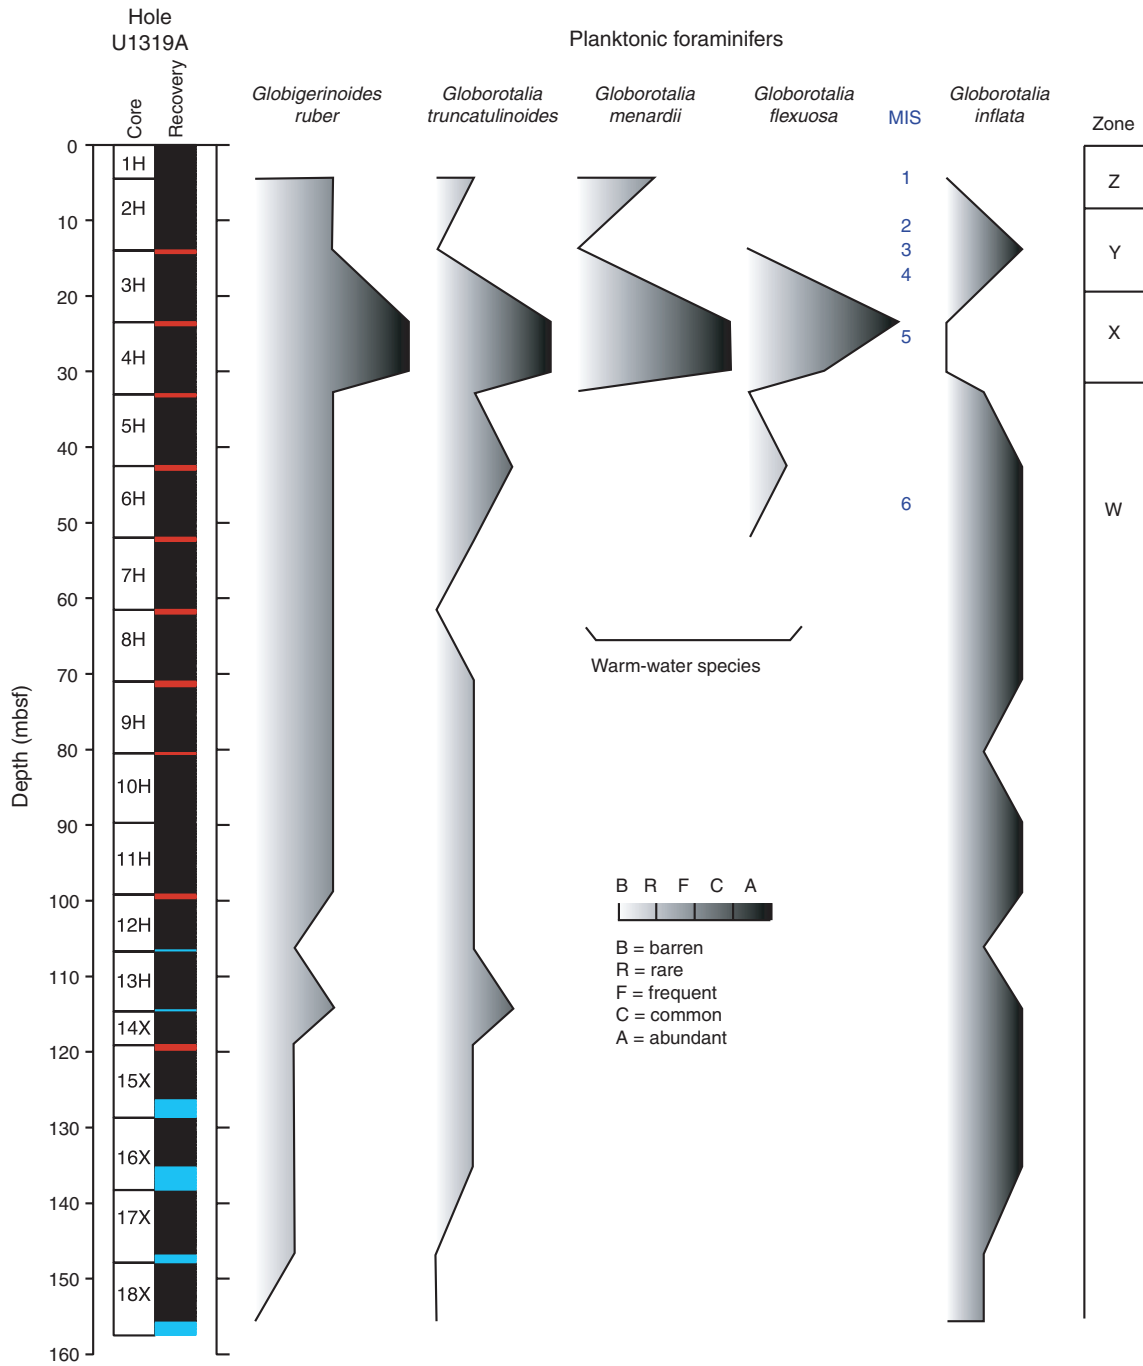 Hole
U1319A
Planktonic foraminifers
Core
Recovery
Globigerinoides
ruber
Globorotalia
truncatulinoides
Globorotalia
menardii
Globorotalia
flexuosa
MIS
Globorotalia
inflata
Zone
Depth (mbsf)
0
10
20
30
40
50
60
70
80
90
100
110
120
130
140
150
160
1H
2H
3H
4H
5H
6H
7H
8H
9H
10H
11H
12H
13H
14X
15X
16X
17X
18X
1
2
3
4
5
6
Z
Y
X
W
Warm-water species
B R F C A
B = barren
R = rare
F = frequent
C = common
A = abundant